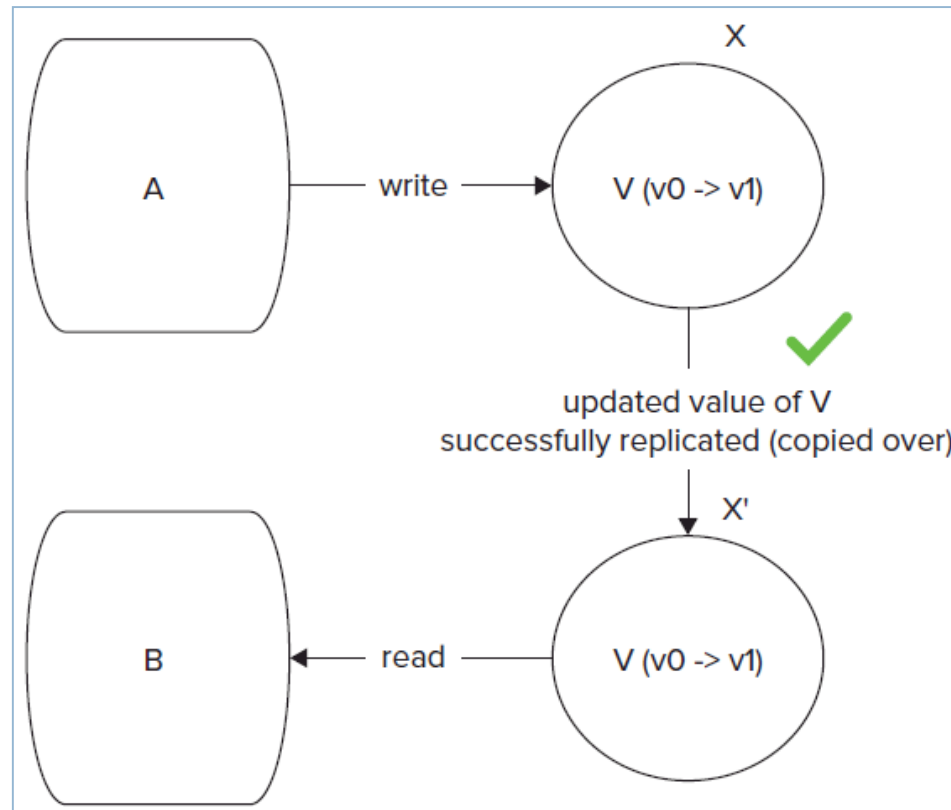 X
A
write
V (v0 -> v1)
updated value of V
successfully replicated (copied over)
X'
B
read
V (v0 -> v1)